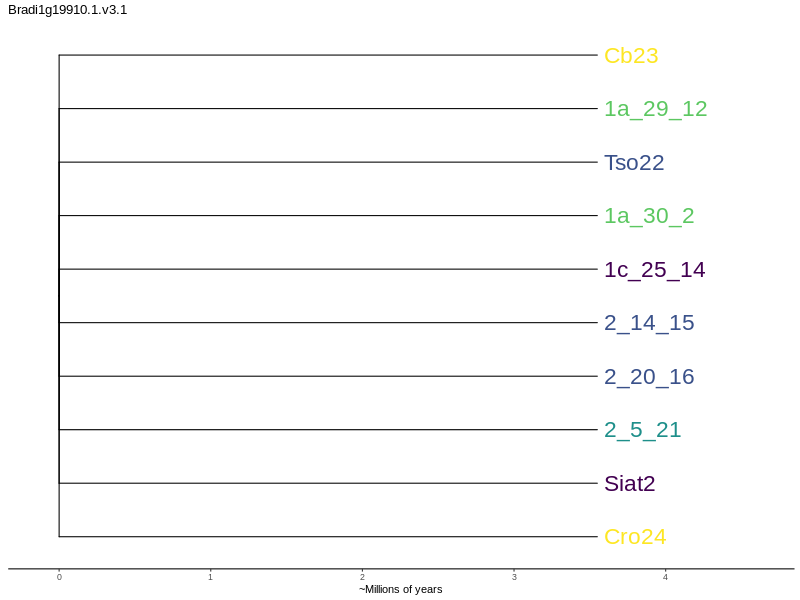 Bradi1g19910.1.v3.1
Cb23
1a_29_12
Tso22
1a_30_2
1c_25_14
2_14_15
2_20_16
2_5_21
Siat2
Cro24
0 1 2 3 4
~Millions of years